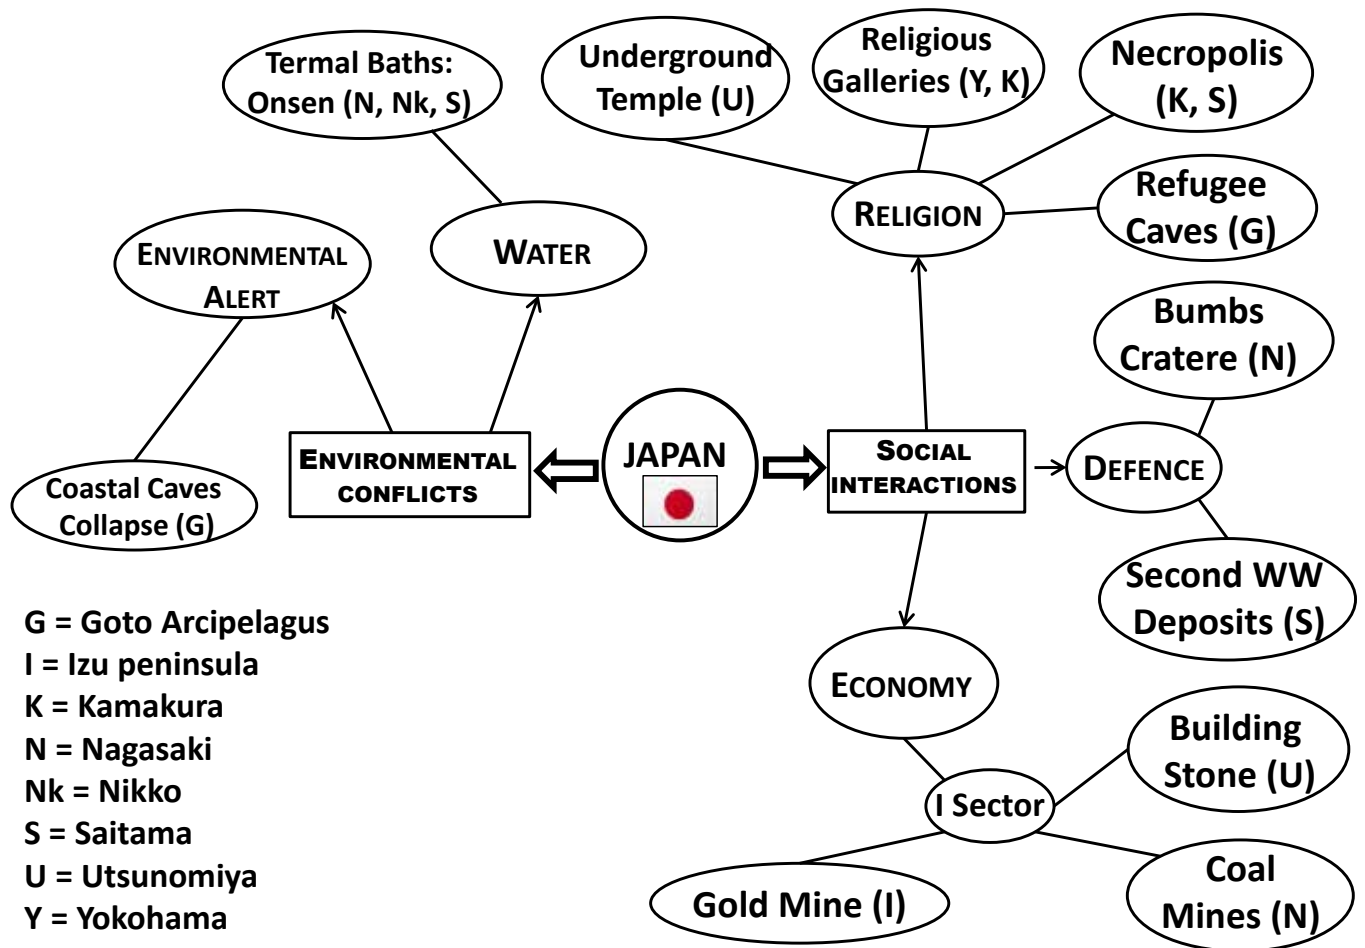 Termal Baths:
Onsen (N, Nk, S)
Underground
Temple (U)
Religious
Galleries (Y, K)
Necropolis
(K, S)
Refugee
Caves (G)
RELIGION
ENVIRONMENTAL
ALERT
WATER
Bumbs
Cratere (N)
ENVIRONMENTAL
CONFLICTS
JAPAN
SOCIAL
INTERACTIONS
DEFENCE
Coastal Caves
Collapse (G)
Second WW
Deposits (S)
ECONOMY
I Sector
Building
Stone (U)
Gold Mine (I)
Coal
Mines (N)
G = Goto Arcipelagus
I = Izu peninsula
K = Kamakura
N = Nagasaki
Nk = Nikko
S = Saitama
U = Utsunomiya
Y = Yokohama